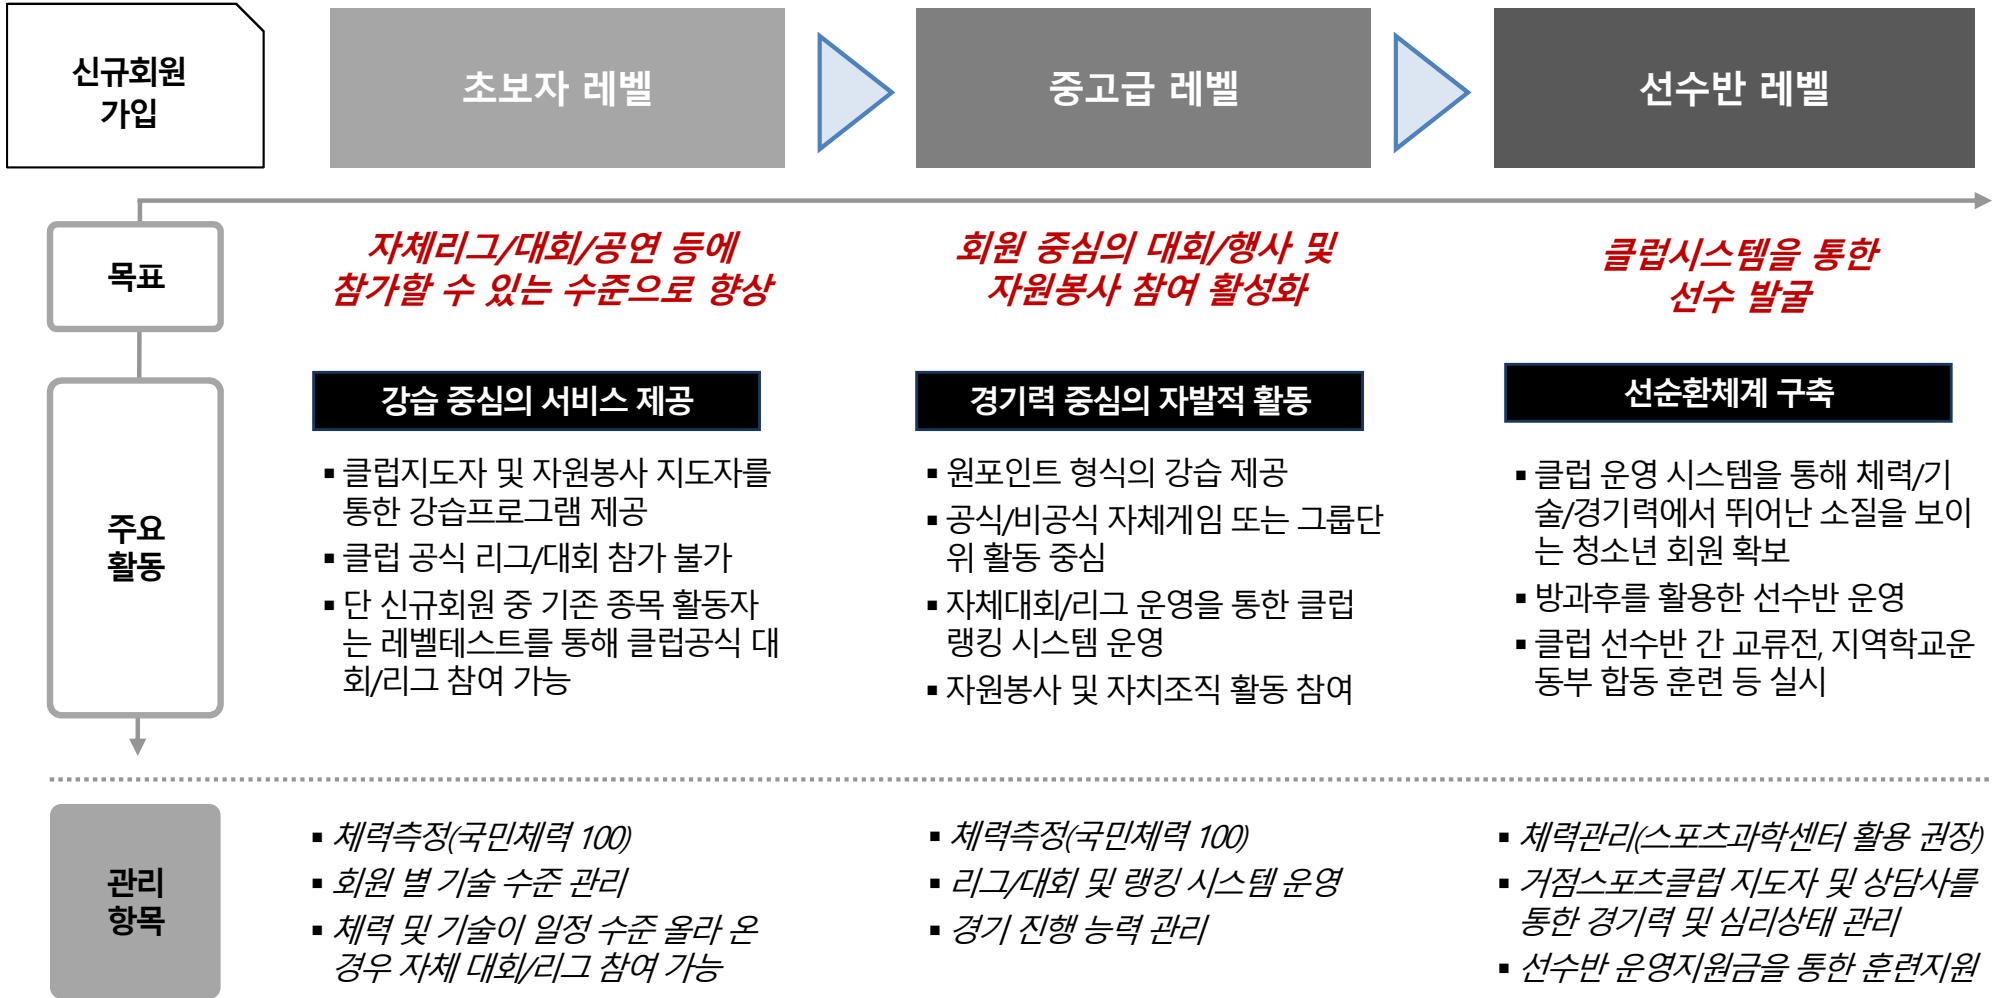 신규회원
가입
초보자 레벨
중고급 레벨
선수반 레벨
목표
자체리그/대회/공연 등에
참가할 수 있는 수준으로 향상
회원 중심의 대회/행사 및
자원봉사 참여 활성화
클럽시스템을 통한
선수 발굴
주요
활동
강습 중심의 서비스 제공
▪ 클럽지도자 및 자원봉사 지도자를
통한 강습프로그램 제공
▪ 클럽 공식 리그/대회 참가 불가
▪ 단 신규회원 중 기존 종목 활동자
는 레벨테스트를 통해 클럽공식 대
회/리그 참여 가능
경기력 중심의 자발적 활동
▪ 원포인트 형식의 강습 제공
▪ 공식/비공식 자체게임 또는 그룹단
위 활동 중심
▪ 자체대회/리그 운영을 통한 클럽
랭킹 시스템 운영
▪ 자원봉사 및 자치조직 활동 참여
선순환체계 구축
▪ 클럽 운영 시스템을 통해 체력/기
술/경기력에서 뛰어난 소질을 보이
는 청소년 회원 확보
▪ 방과후를 활용한 선수반 운영
▪ 클럽 선수반 간 교류전, 지역학교운
동부 합동 훈련 등 실시
관리
항목
▪ 체력측정(국민체력 100)
▪ 회원 별 기술 수준 관리
▪ 체력 및 기술이 일정 수준 올라 온
경우 자체 대회/리그 참여 가능
▪ 체력측정(국민체력 100)
▪ 리그/대회 및 랭킹 시스템 운영
▪ 경기 진행 능력 관리
▪ 체력관리(스포츠과학센터 활용 권장)
▪ 거점스포츠클럽 지도자 및 상담사를
통한 경기력 및 심리상태 관리
▪ 선수반 운영지원금을 통한 훈련지원